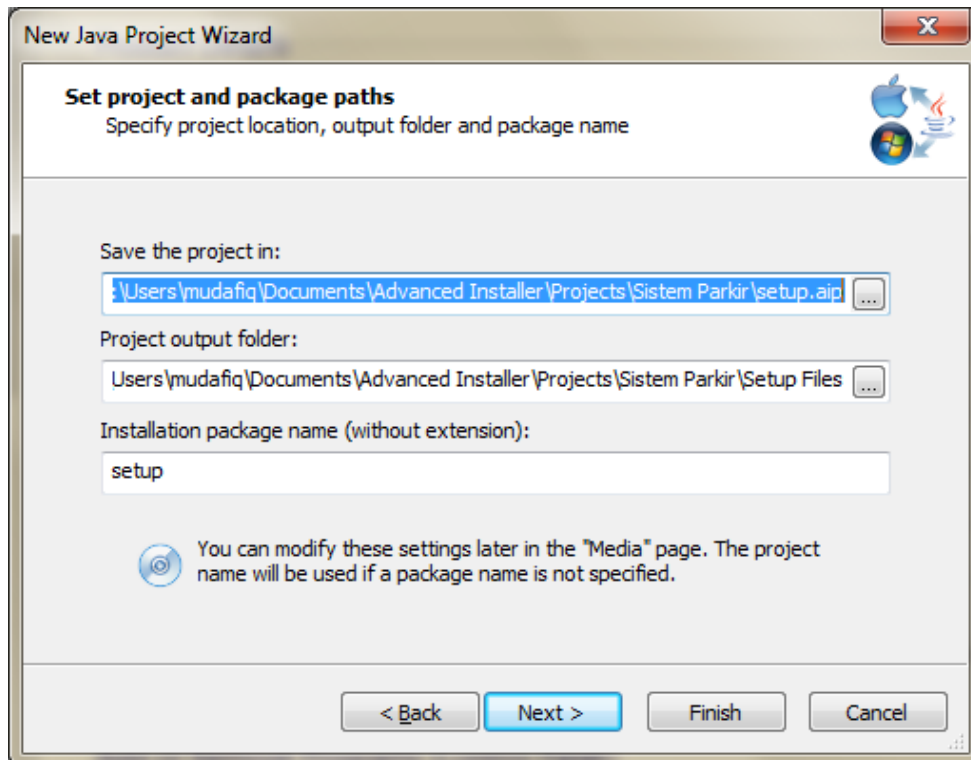 New Java Project Wizard
Set project and package paths
Specify project location, output folder and package name
Save the project in:
:\Users\mudafiq\Documents\Advanced Installer\Projects\Sistem Parkir\setup.aip
...
Project output folder:
Users\mudafiq\Documents\Advanced Installer\Projects\Sistem Parkir\Setup Files
...
Installation package name (without extension):
setup
You can modify these settings later in the "Media" page. The project
name will be used if a package name is not specified.
< Back Next > Finish Cancel